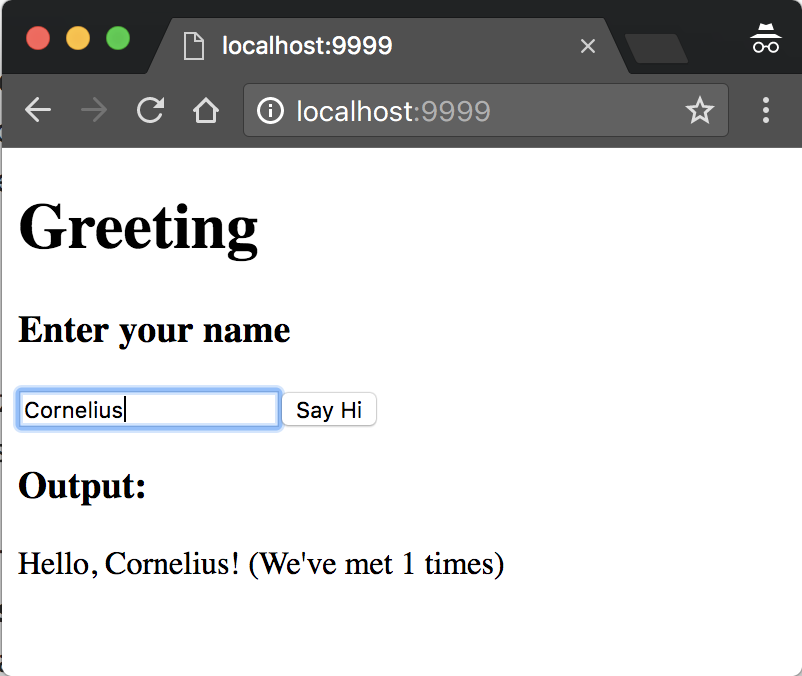 localhost:9999
localhost:9999
Greeting
Enter your name
Cornelius Say Hi
Output:
Hello, Cornelius! (We've met 1 times)